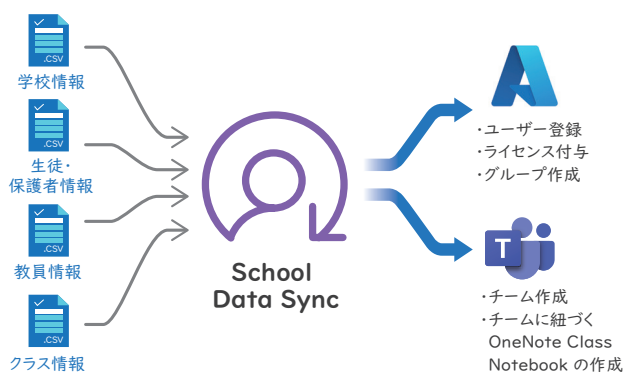 .CSV
学校情報
.CSV
生徒・
保護者情報
.CSV
教員情報
.CSV
クラス情報
School
Data Sync
・ユーザー登録
・ライセンス付与
・グループ作成
T
・チーム作成
・チームに紐づく
OneNote Class
Notebook の作成